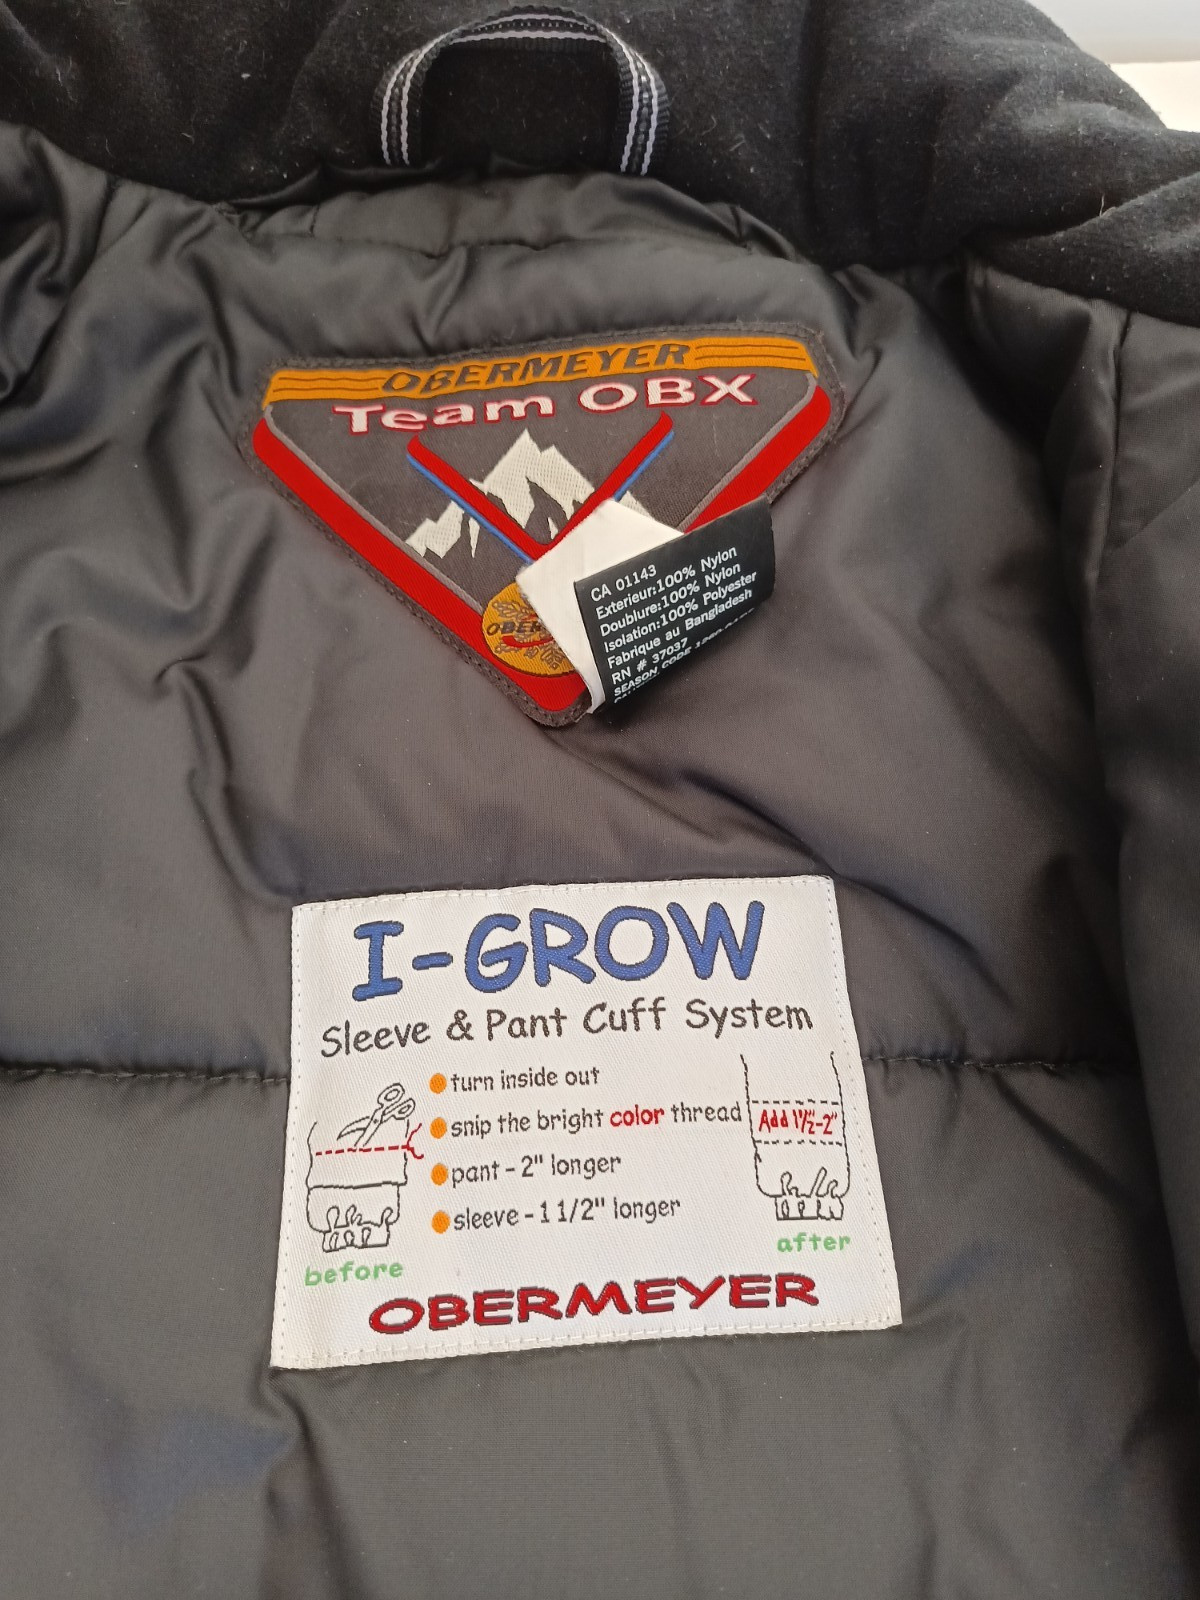 OBERMEYER
Team OBX
CA 01143
Exterieur:100% Nylon
Doublure:100% Nylon
Isolation:100% Polyester
Fabrique au Bangladesh
RN # 37037
SEASON CODE
I-GROW
Sleeve & Pant Cuff System
turn inside out
snip the bright color thread
pant - 2" longer
sleeve - 1 1/2" longer
Add 1½"-2"
before
after
OBERMEYER